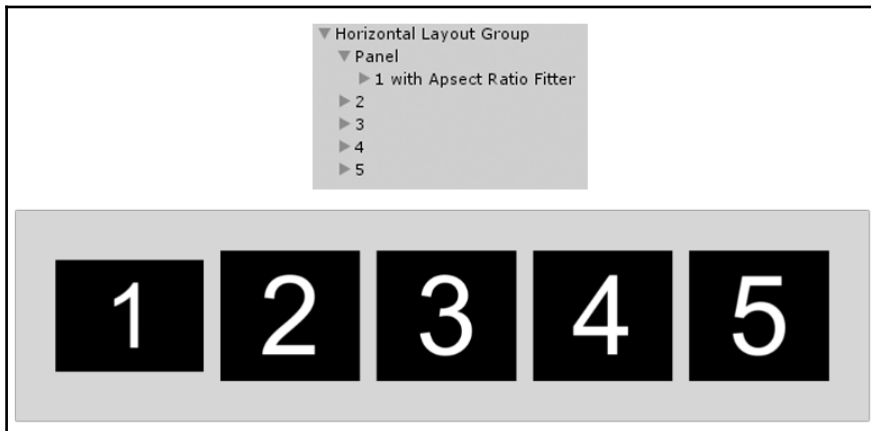 Horizontal Layout Group
Panel
1 with Apsect Ratio Fitter
2
3
4
5
1 2 3 4 5